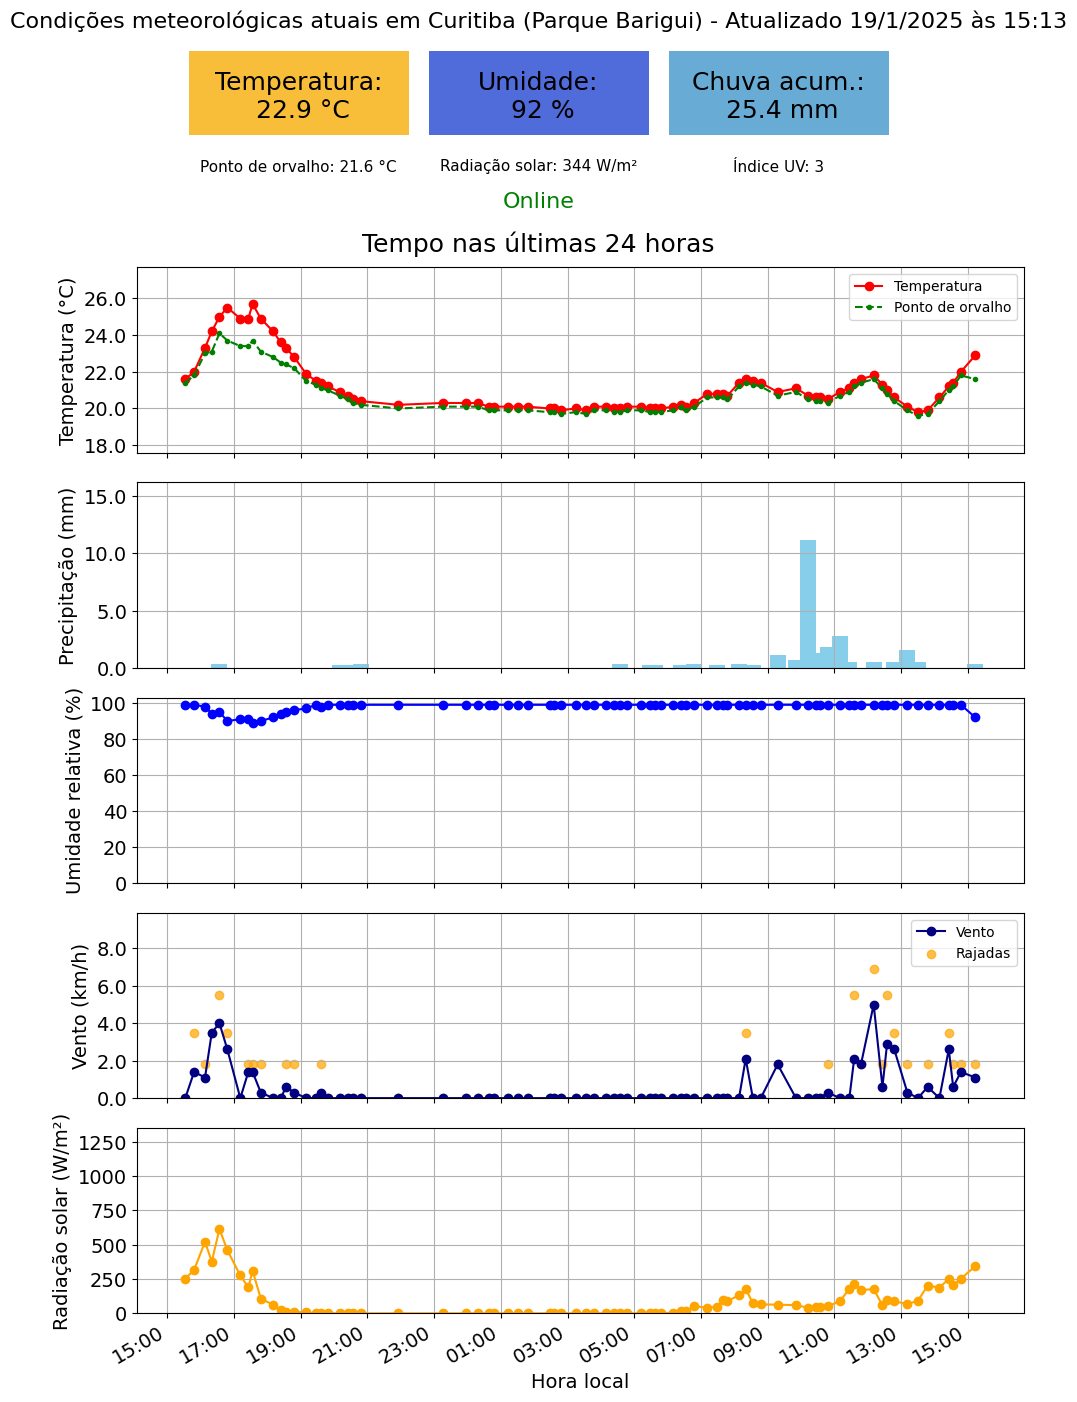 Condições meteorológicas atuais em Curitiba (Parque Barigui) - Atualizado 19/1/2025 às 15:13
Temperatura:
22.9 °C
Umidade:
92 %
Chuva acum.:
25.4 mm
Ponto de orvalho: 21.6 °C
Radiação solar: 344 W/m²
Índice UV: 3
Online
Tempo nas últimas 24 horas
Temperatura (°C)
26.0
24.0
22.0
20.0
18.0
Temperatura
Ponto de orvalho
Precipitação (mm)
15.0
10.0
5.0
0.0
Umidade relativa (%)
100
80
60
40
20
0
Vento (km/h)
8.0
6.0
4.0
2.0
0.0
Vento
Rajadas
Radiação solar (W/m²)
1250
1000
750
500
250
0
15:00
17:00
19:00
21:00
23:00
01:00
03:00
05:00
07:00
09:00
11:00
13:00
15:00
Hora local